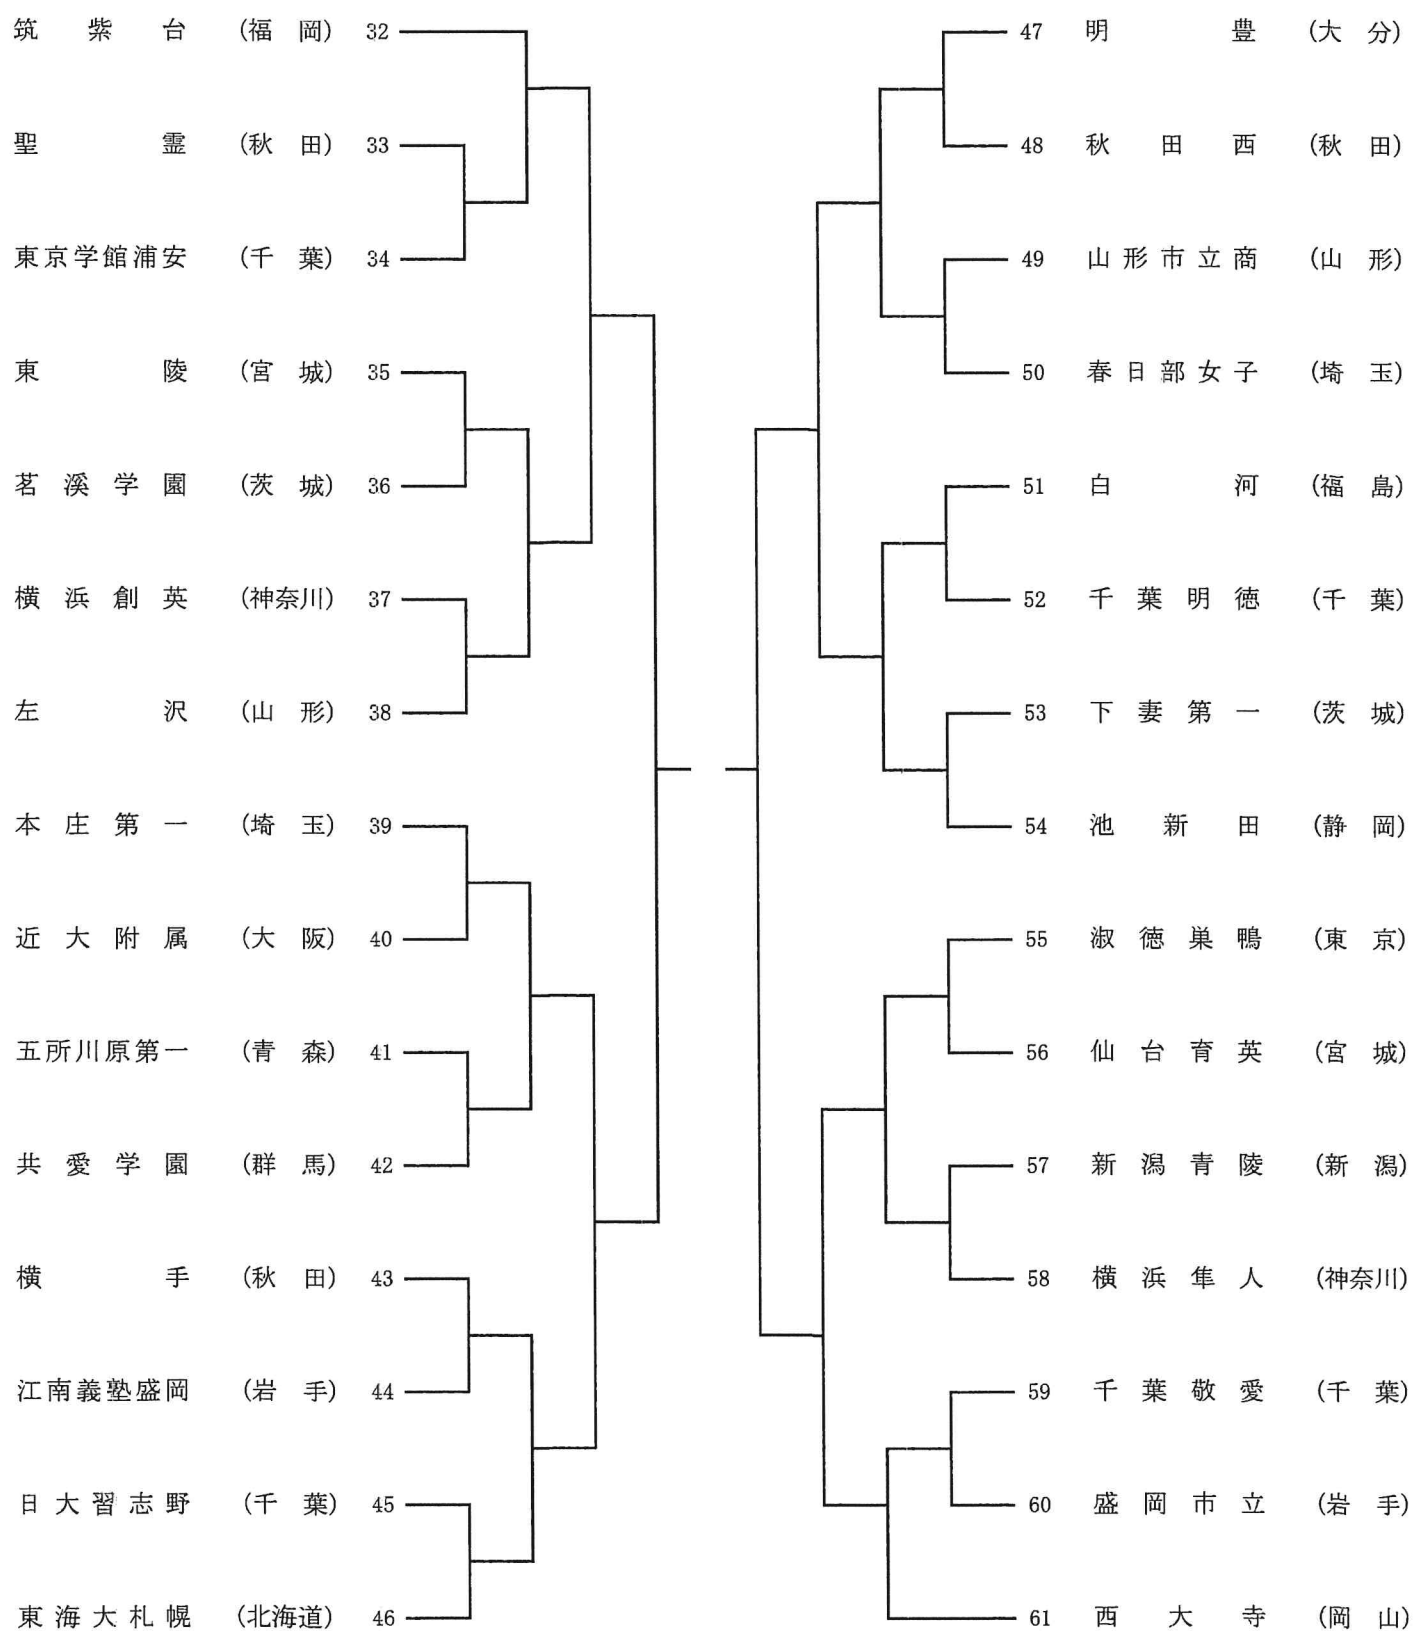 筑紫台 (福岡) 32
聖霊 (秋田) 33
東京学館浦安 (千葉) 34
東陵 (宮城) 35
茗溪学園 (茨城) 36
横浜創英 (神奈川) 37
左沢 (山形) 38
本庄第一 (埼玉) 39
近大附属 (大阪) 40
五所川原第一 (青森) 41
共愛学園 (群馬) 42
横手 (秋田) 43
江南義塾盛岡 (岩手) 44
日大習志野 (千葉) 45
東海大札幌 (北海道) 46
47 明豊 (大分)
48 秋田西 (秋田)
49 山形市立商 (山形)
50 春日部女子 (埼玉)
51 白河 (福島)
52 千葉明徳 (千葉)
53 下妻第一 (茨城)
54 池新田 (静岡)
55 淑徳巣鴨 (東京)
56 仙台育英 (宮城)
57 新潟青陵 (新潟)
58 横浜隼人 (神奈川)
59 千葉敬愛 (千葉)
60 盛岡市立 (岩手)
61 西大寺 (岡山)